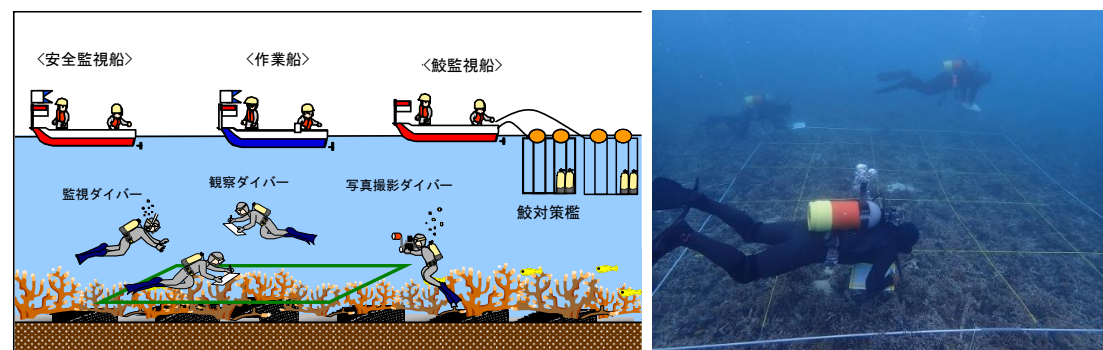 〈安全監視船〉
〈作業船〉
〈鮫監視船〉
監視ダイバー
観察ダイバー
写真撮影ダイバー
鮫対策檻